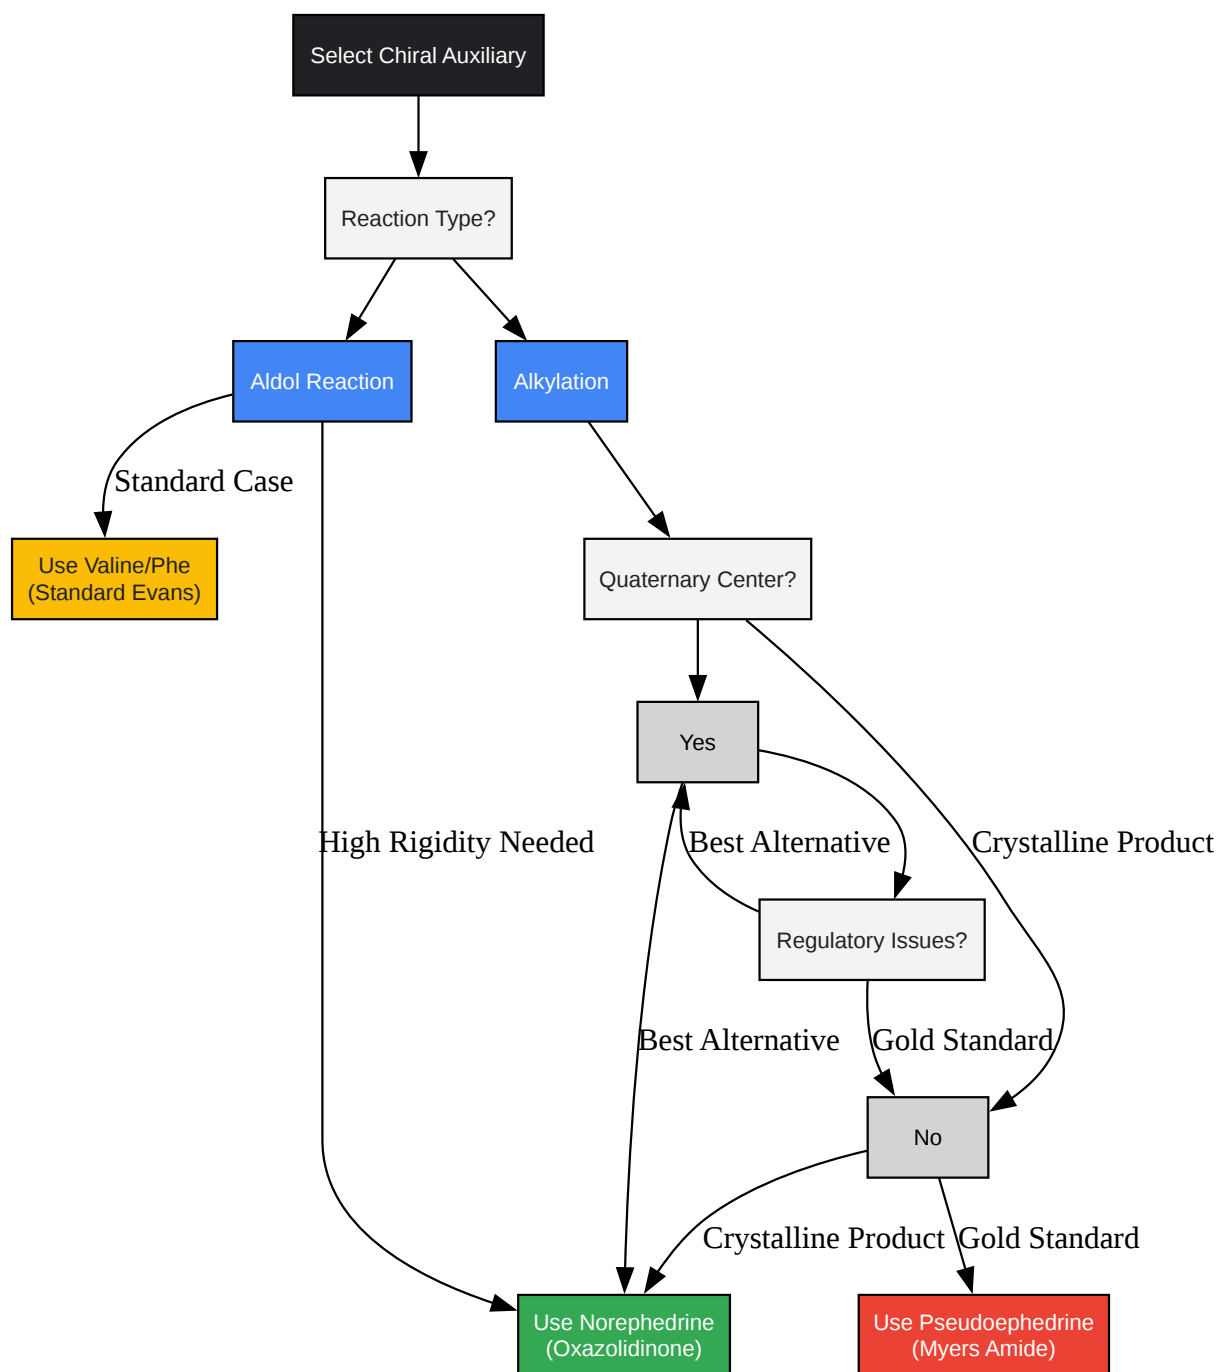 Select Chiral Auxiliary
Reaction Type?
Aldol Reaction
Alkylation
Standard Case
Use Valine/Phe
(Standard Evans)
Quaternary Center?
Yes
High Rigidity Needed
Best Alternative
Crystalline Product
Regulatory Issues?
Best Alternative
Gold Standard
No
Crystalline Product
Gold Standard
Use Norephedrine
(Oxazolidinone)
Use Pseudoephedrine
(Myers Amide)